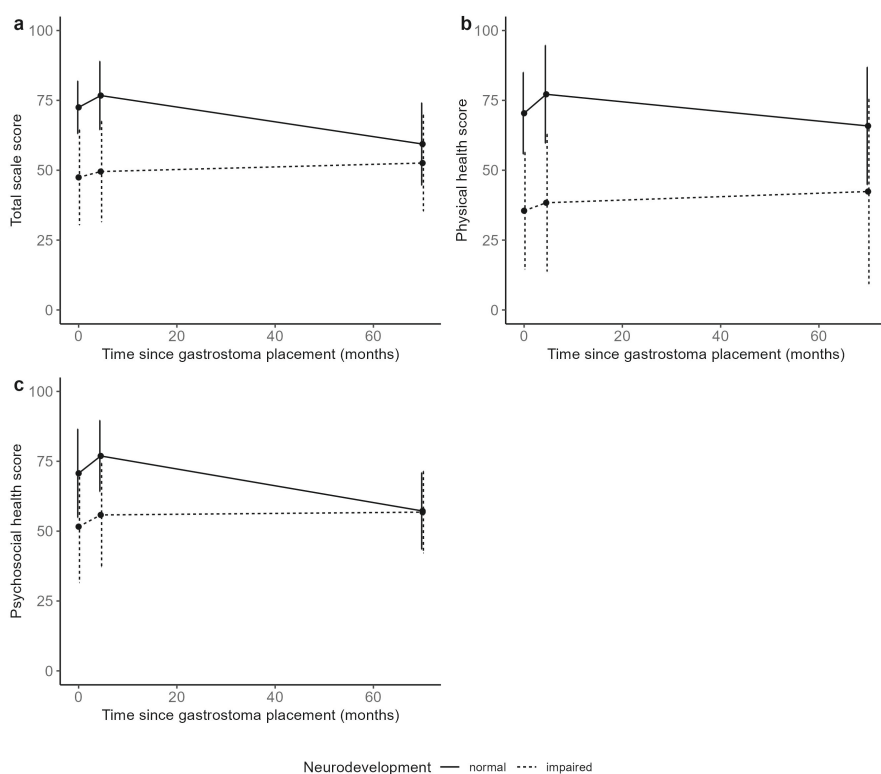 a
100
75
50
25
0
Total scale score
0 20 40 60
Time since gastrostoma placement (months)
b
100
75
50
25
0
Physical health score
0 20 40 60
Time since gastrostoma placement (months)
c
100
75
50
25
0
Psychosocial health score
0 20 40 60
Time since gastrostoma placement (months)
Neurodevelopment normal impaired